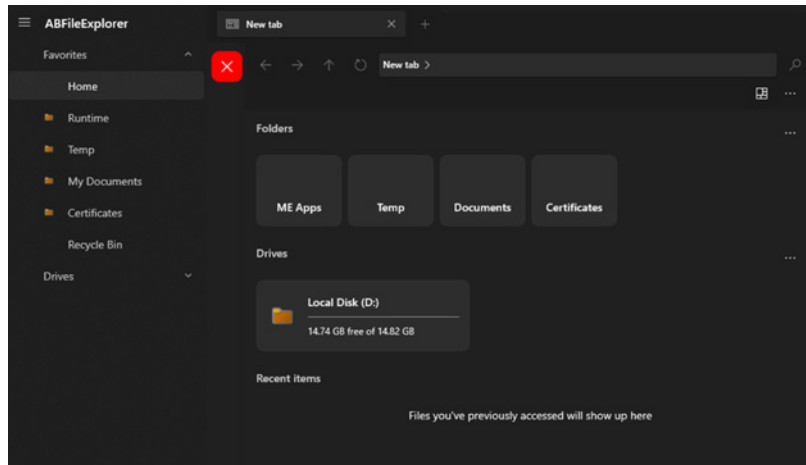 ABFileExplorer
Favorites
Home
Runtime
Temp
My Documents
Certificates
Recycle Bin
Drives
New tab
New tab >
Folders
ME Apps
Temp
Documents
Certificates
Drives
Local Disk (D:)
14.74 GB free of 14.82 GB
Recent items
Files you've previously accessed will show up here